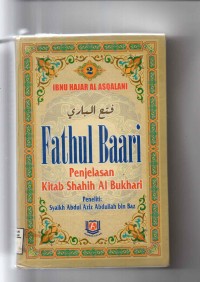 2
IBNU HAJAR AL ASQALANI
فتح الباري
Fathul Baari
Penjelasan
Kitab Shahih Al Bukhari
Peneliti:
Syaikh Abdul Aziz Abdullah bin Baz